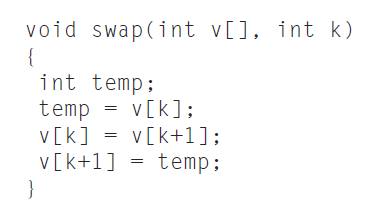 void swap(int v[], int k)
{
int temp;
temp = v[k];
v[k] = v[k+1];
v[k+1] = temp;
}